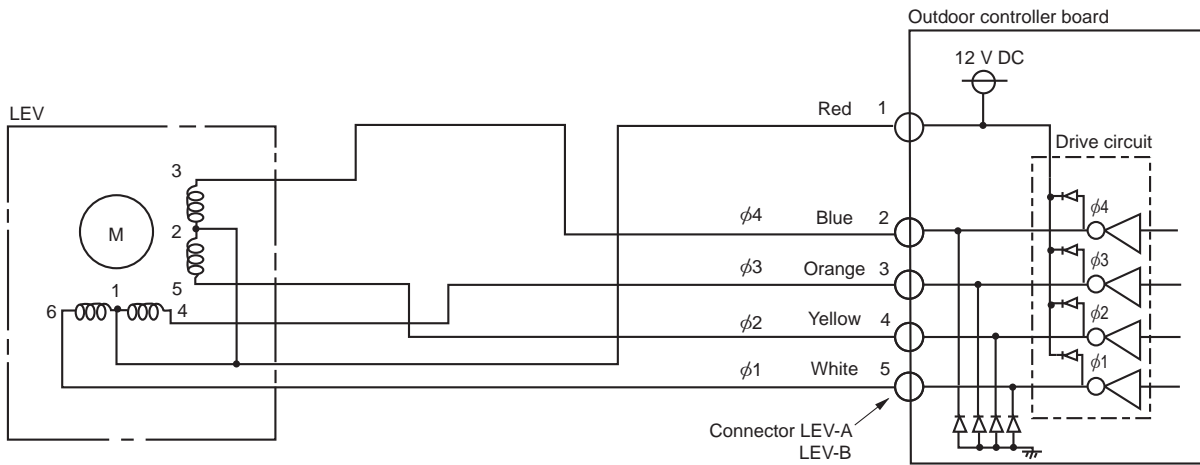 Outdoor controller board
12 V DC
Red 1
LEV
Drive circuit
3
M
2
5
1
6
4
ϕ4 Blue 2
ϕ4
ϕ3 Orange 3
ϕ3
ϕ2 Yellow 4
ϕ2
ϕ1 White 5
ϕ1
Connector LEV-A
LEV-B